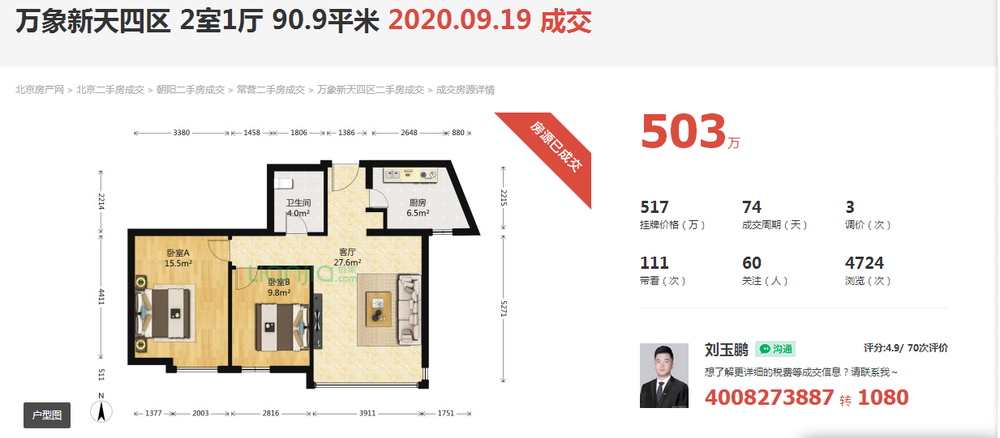 万象新天四区 2室1厅 90.9平米 2020.09.19 成交
北京房产网 > 北京二手房成交 > 朝阳二手房成交 > 常营二手房成交 > 万象新天四区二手房成交 > 成交房源详情
3380 1458 1806 1386 2648 880
房源已成交
2214
4411
511
卫生间
4.0m²
厨房
6.5m²
卧室A
15.5m²
客厅
27.6m²
卧室B
9.8m²
Lianjia 链家
.com
2215
5271
户型图
N
1377 2003 2816 3911 1751
503万
517 74 3
挂牌价格（万） 成交周期（天） 调价（次）
111 60 4724
带看（次） 关注（人） 浏览（次）
刘玉鹏 沟通 评分:4.9/ 70次评价
想了解更详细的税费等成交信息？请联系我～
4008273887 转 1080